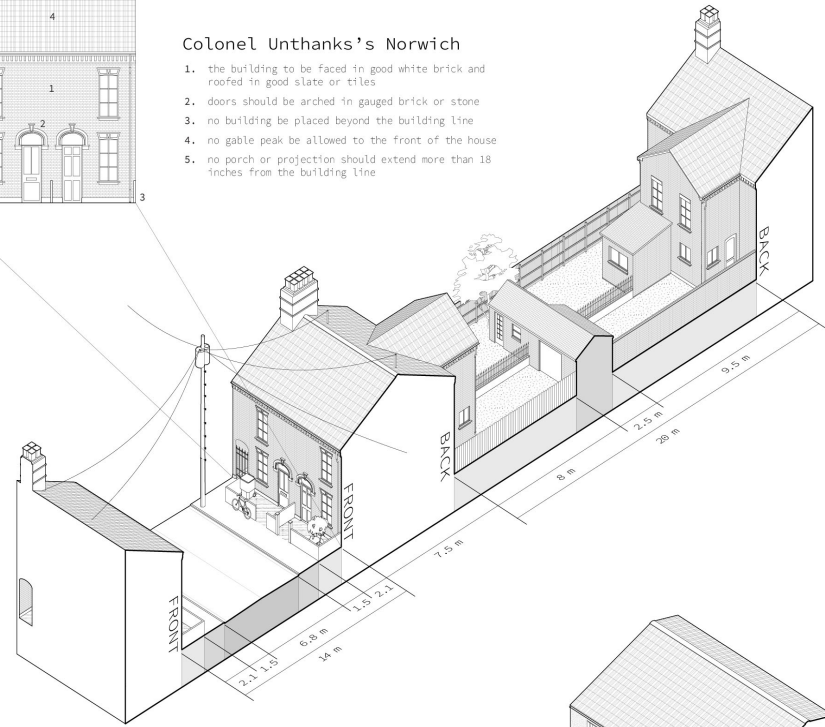 4
Colonel Unthanks's Norwich
1. the building to be faced in good white brick and
roofed in good slate or tiles
1
2. doors should be arched in gauged brick or stone
2
3. no building be placed beyond the building line
4. no gable peak be allowed to the front of the house
5. no porch or projection should extend more than 18
inches from the building line
3
BACK
9.5 m
2.5 m
20 m
BACK
8 m
FRONT
7.5 m
FRONT
1.5 2.1
6.8 m
14 m
2.1 1.5